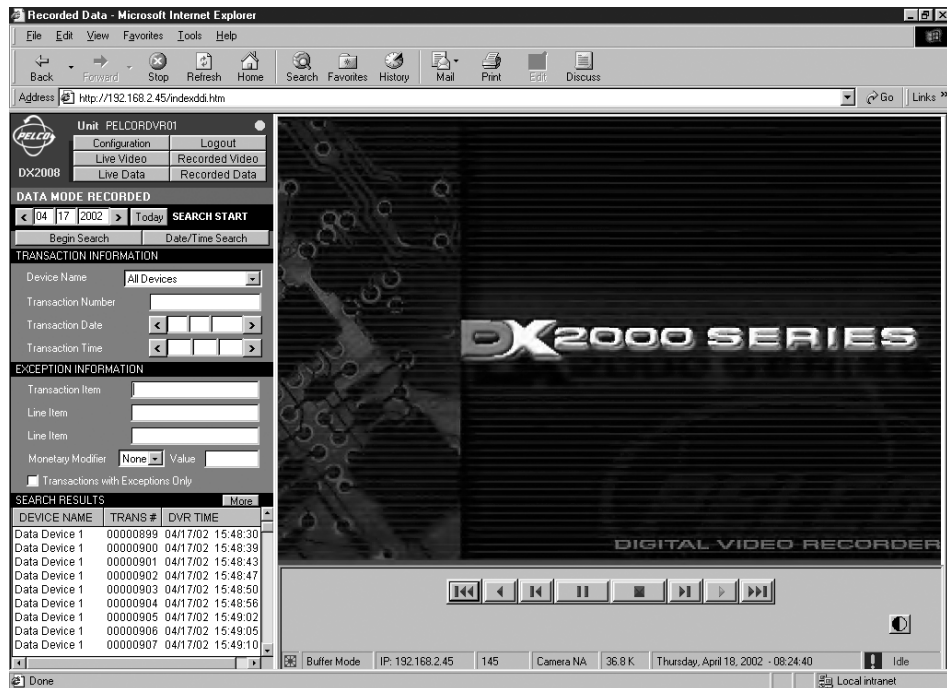 Recorded Data - Microsoft Internet Explorer
File Edit View Favorites Tools Help
Back Forward Stop Refresh Home Search Favorites History Mail Print Edit Discuss
Address http://192.168.2.45/indexddi.htm Go Links »
PELCO
DX2008
Unit PELCORDVR01
Configuration Logout
Live Video Recorded Video
Live Data Recorded Data
DATA MODE RECORDED
< 04 17 2002 > Today SEARCH START
Begin Search Date/Time Search
TRANSACTION INFORMATION
Device Name All Devices
Transaction Number
Transaction Date < >
Transaction Time < >
EXCEPTION INFORMATION
Transaction Item
Line Item
Line Item
Monetary Modifier None Value
Transactions with Exceptions Only
SEARCH RESULTS More
DEVICE NAME TRANS # DVR TIME
Data Device 1 00000899 04/17/02 15:48:30
Data Device 1 00000900 04/17/02 15:48:39
Data Device 1 00000901 04/17/02 15:48:43
Data Device 1 00000902 04/17/02 15:48:47
Data Device 1 00000903 04/17/02 15:48:50
Data Device 1 00000904 04/17/02 15:48:56
Data Device 1 00000905 04/17/02 15:49:02
Data Device 1 00000906 04/17/02 15:49:05
Data Device 1 00000907 04/17/02 15:49:10
DX2000 SERIES
DIGITAL VIDEO RECORDER
Buffer Mode IP: 192.168.2.45 145 Camera NA 36.8 K Thursday, April 18, 2002 - 08:24:40 Idle
Done Local intranet